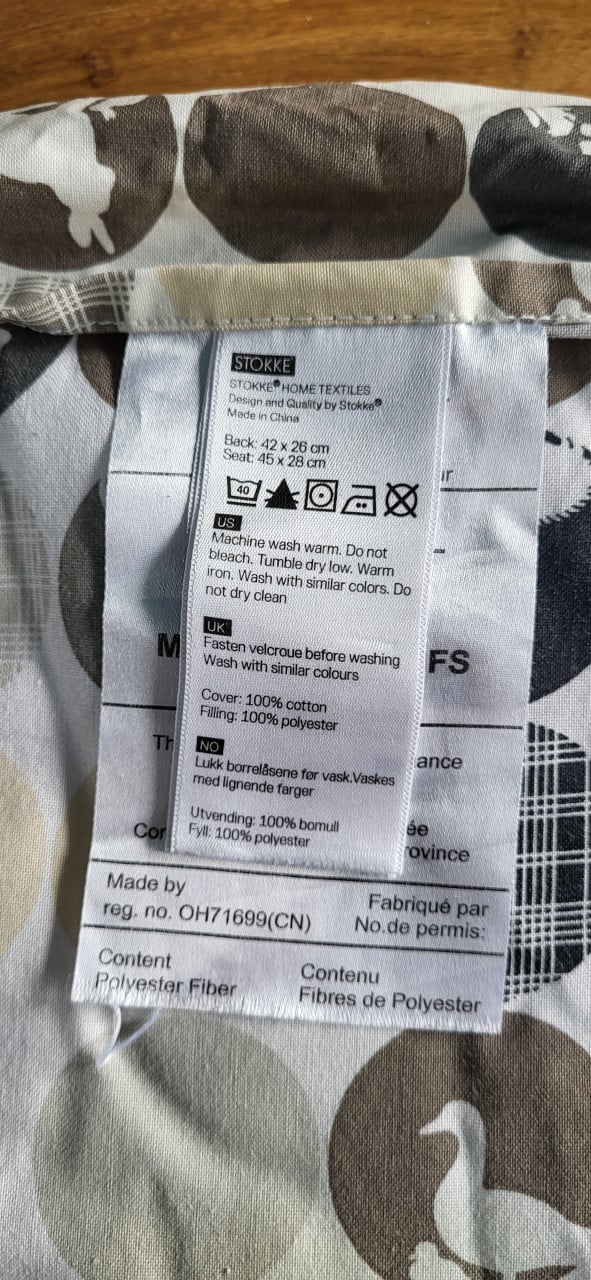 STOKKE
STOKKE® HOME TEXTILES
Design and Quality by Stokke®
Made in China
Back: 42 x 26 cm
Seat: 45 x 28 cm
40
US
Machine wash warm. Do not
bleach. Tumble dry low. Warm
iron. Wash with similar colors. Do
not dry clean
UK
Fasten velcroue before washing
Wash with similar colours
Cover: 100% cotton
Filling: 100% polyester
NO
Lukk borrelåsene før vask.Vaskes
med lignende farger
Utvending: 100% bomull
Fyll: 100% polyester
Made by
reg. no. OH71699(CN)
Fabriqué par
No.de permis:
Content
Polyester Fiber
Contenu
Fibres de Polyester